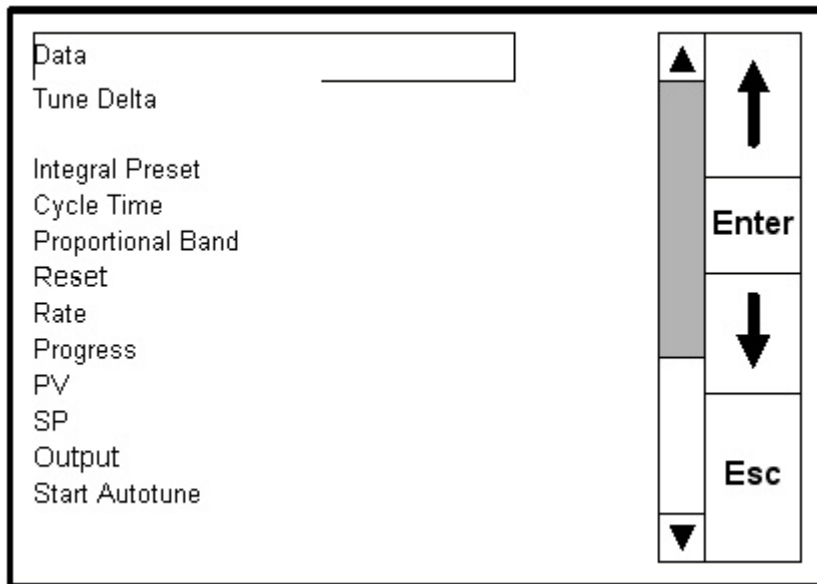 Data
Tune Delta
Integral Preset
Cycle Time
Proportional Band
Reset
Rate
Progress
PV
SP
Output
Start Autotune
Enter
Esc